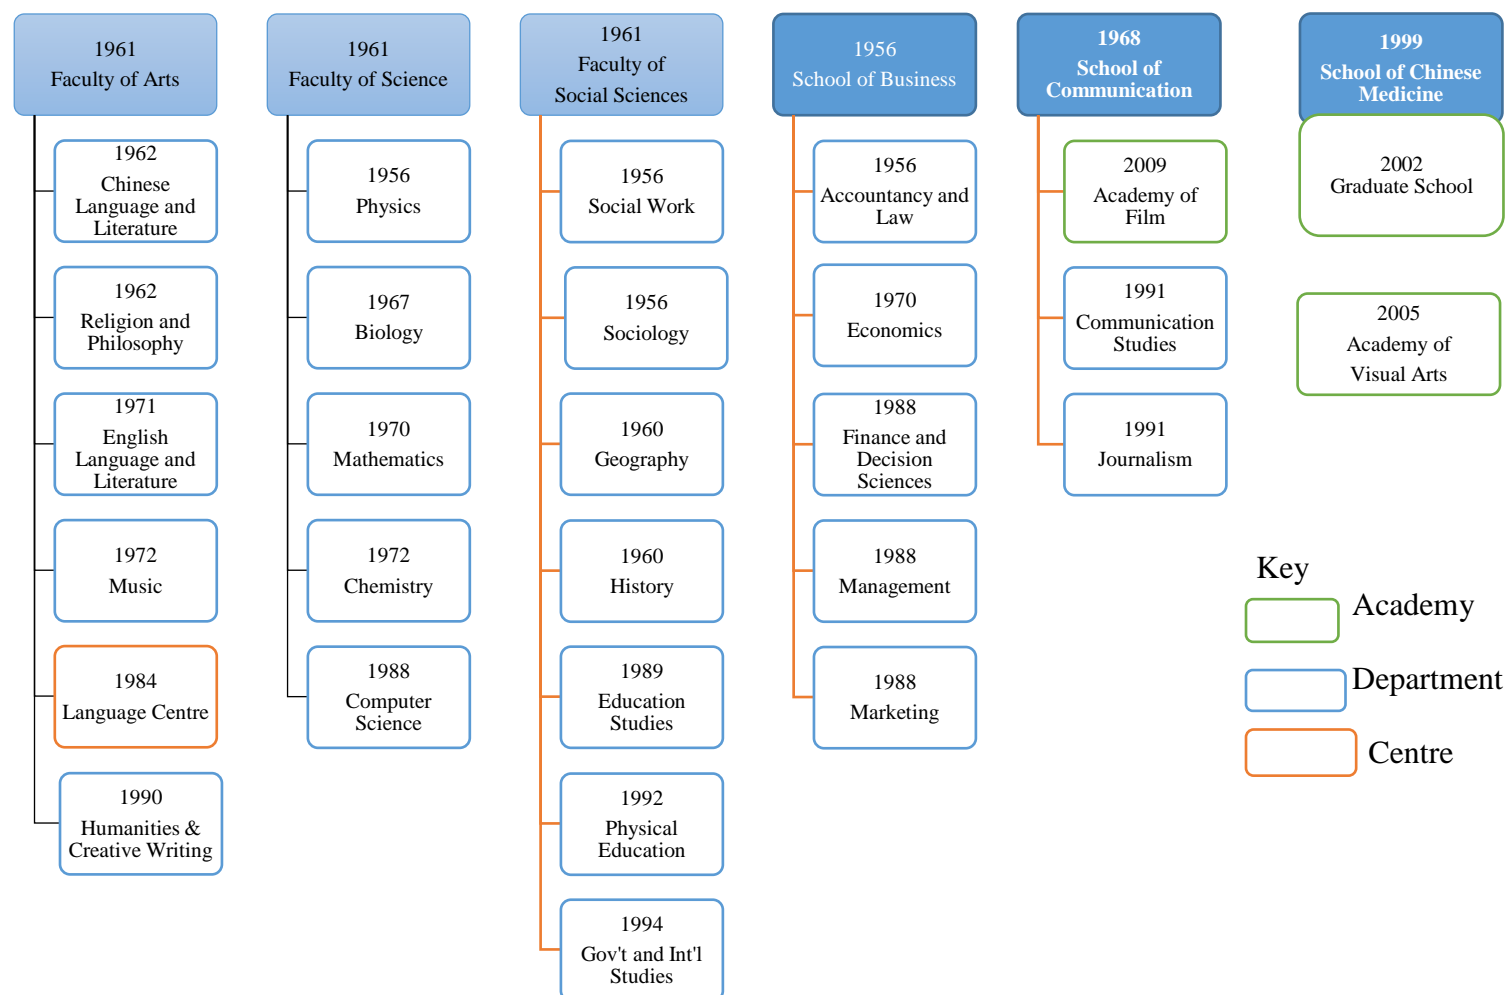 1961
Faculty of Arts
1962
Chinese
Language and
Literature
1962
Religion and
Philosophy
1971
English
Language and
Literature
1972
Music
1984
Language Centre
1990
Humanities &
Creative Writing
1961
Faculty of Science
1956
Physics
1967
Biology
1970
Mathematics
1972
Chemistry
1988
Computer
Science
1961
Faculty of
Social Sciences
1956
Social Work
1956
Sociology
1960
Geography
1960
History
1989
Education
Studies
1992
Physical
Education
1994
Gov't and Int'l
Studies
1956
School of Business
1956
Accountancy and
Law
1970
Economics
1988
Finance and
Decision
Sciences
1988
Management
1988
Marketing
1968
School of
Communication
2009
Academy of
Film
1991
Communication
Studies
1991
Journalism
1999
School of Chinese
Medicine
2002
Graduate School
2005
Academy of
Visual Arts
Key
Academy
Department
Centre